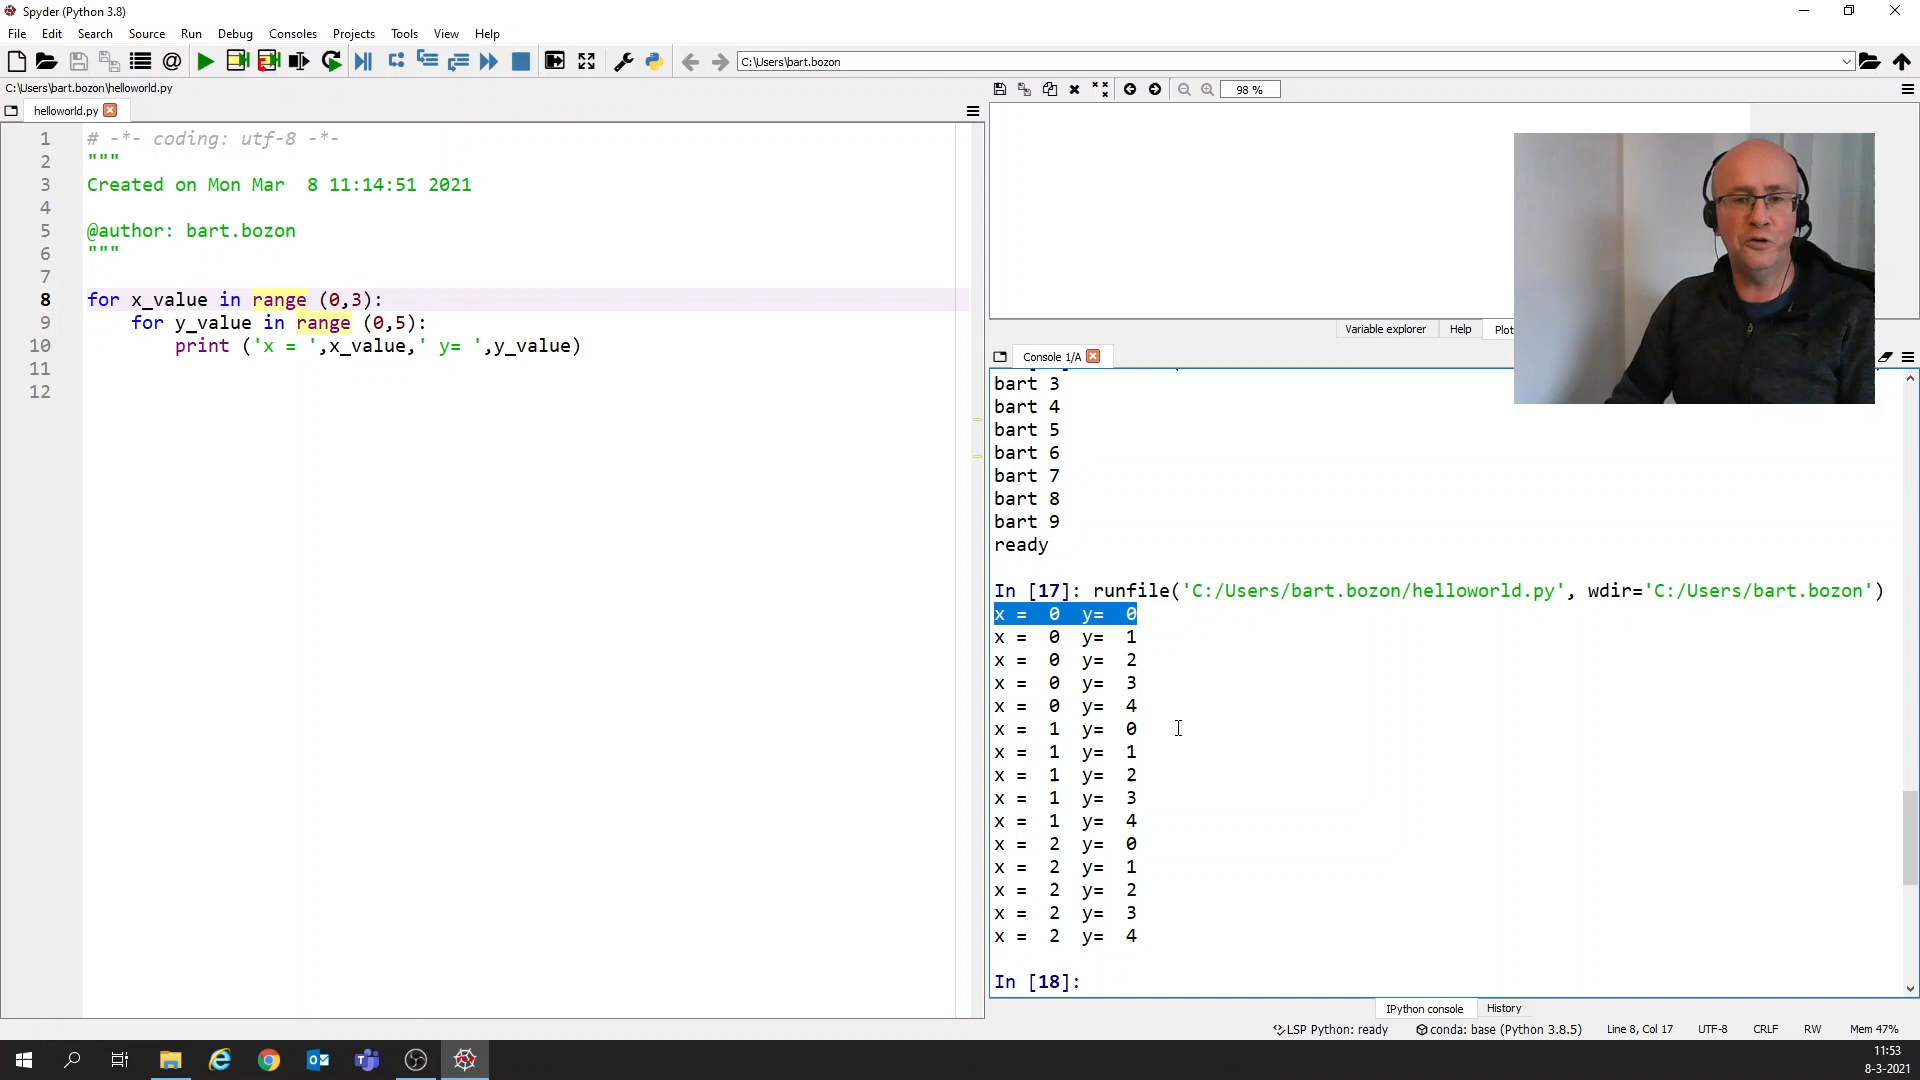 Spyder (Python 3.8)
File Edit Search Source Run Debug Consoles Projects Tools View Help
C:\Users\bart.bozon
C:\Users\bart.bozon\helloworld.py
98 %
helloworld.py
1 # -*- coding: utf-8 -*-
2 """
3 Created on Mon Mar  8 11:14:51 2021
4
5 @author: bart.bozon
6 """
7
8 for x_value in range (0,3):
9     for y_value in range (0,5):
10         print ('x = ',x_value,' y= ',y_value)
11
12
Variable explorer Help Plot
Console 1/A
bart 3
bart 4
bart 5
bart 6
bart 7
bart 8
bart 9
ready
In [17]: runfile('C:/Users/bart.bozon/helloworld.py', wdir='C:/Users/bart.bozon')
x =  0  y=  0
x =  0  y=  1
x =  0  y=  2
x =  0  y=  3
x =  0  y=  4
x =  1  y=  0
x =  1  y=  1
x =  1  y=  2
x =  1  y=  3
x =  1  y=  4
x =  2  y=  0
x =  2  y=  1
x =  2  y=  2
x =  2  y=  3
x =  2  y=  4
In [18]:
IPython console History
LSP Python: ready conda: base (Python 3.8.5) Line 8, Col 17 UTF-8 CRLF RW Mem 47%
11:53
8-3-2021